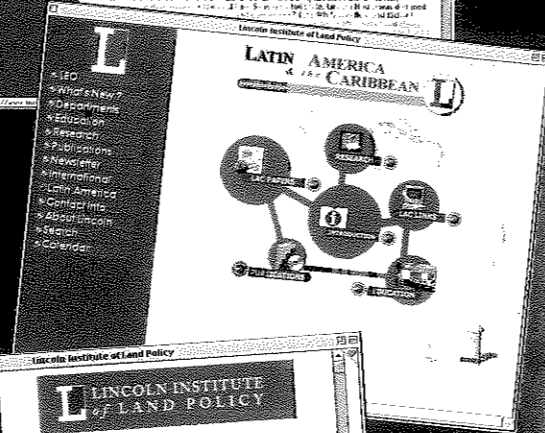 Lincoln Institute of Land Policy
L
LEO
What's New?
Departments
Education
Research
Publications
Newsletter
International
Latin America
Contact Info
About Lincoln
Search
Calendar
LATIN AMERICA
& the CARIBBEAN
L
RESEARCH
LAC PAPERS
LAC LINKS
INTRODUCTION
PUBLICATIONS
EDUCATION
Lincoln Institute of Land Policy
L LINCOLN INSTITUTE
of LAND POLICY